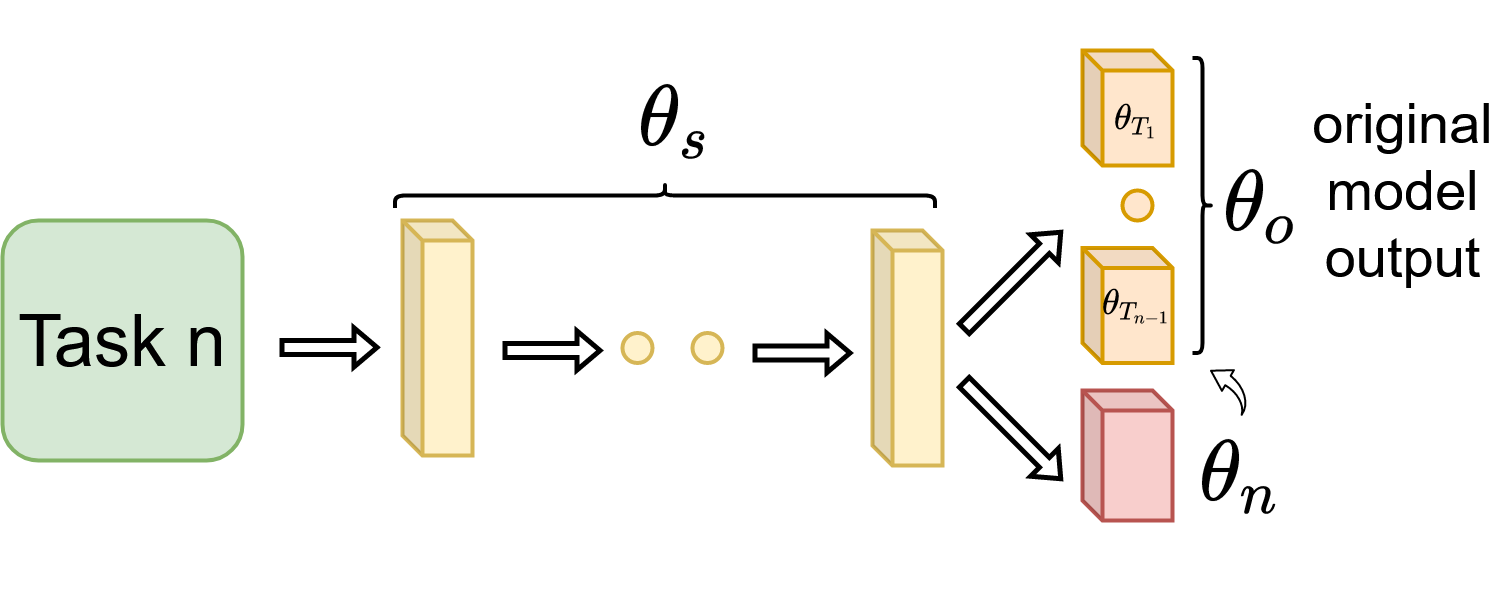 Task n
θ_s
θ_{T_1}
θ_{T_{n-1}}
θ_o
original
model
output
θ_n